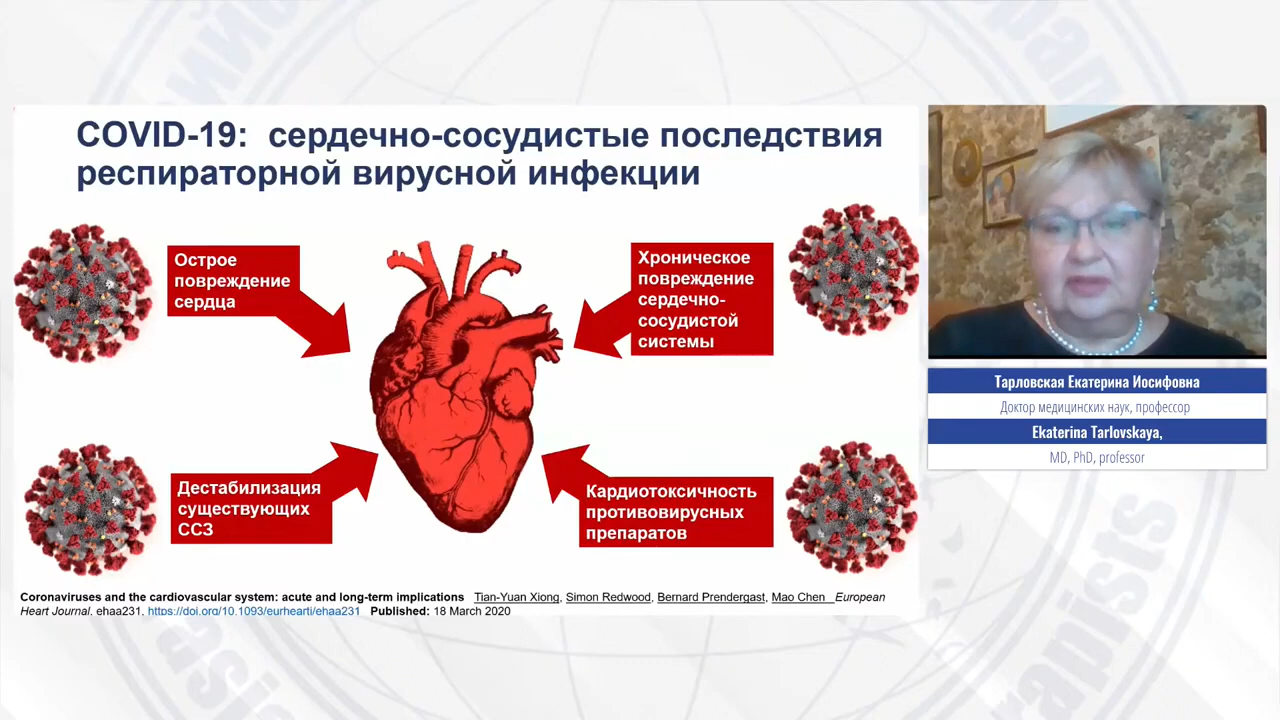 COVID-19:  сердечно-сосудистые последствия
респираторной вирусной инфекции
Острое
повреждение
сердца
Хроническое
повреждение
сердечно-
сосудистой
системы
Дестабилизация
существующих
ССЗ
Кардиотоксичность
противовирусных
препаратов
Coronaviruses and the cardiovascular system: acute and long-term implications   Tian-Yuan Xiong, Simon Redwood, Bernard Prendergast, Mao Chen  European
Heart Journal, ehaa231, https://doi.org/10.1093/eurheartj/ehaa231   Published: 18 March 2020
Тарловская Екатерина Иосифовна
Доктор медицинских наук, профессор
Ekaterina Tarlovskaya,
MD, PhD, professor